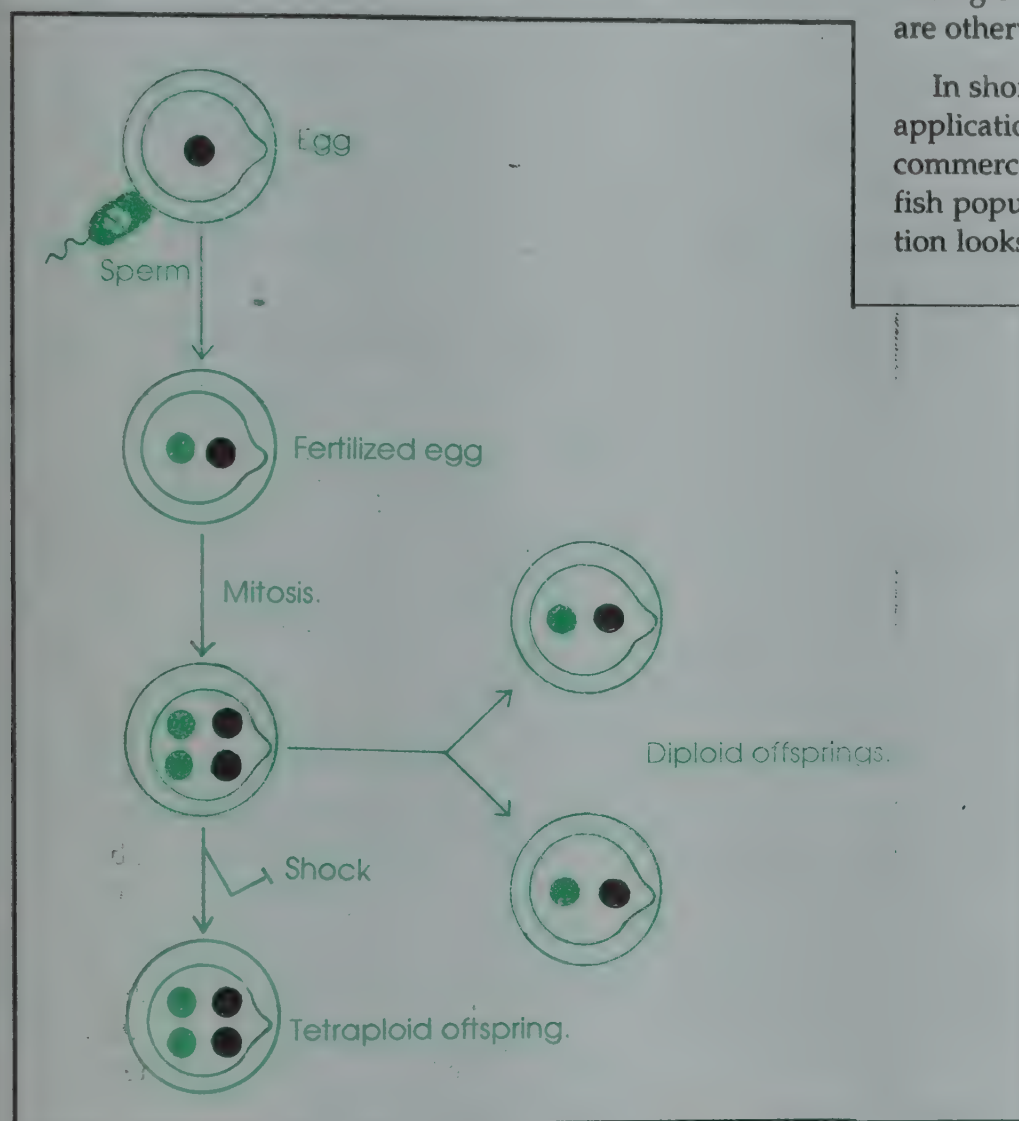 are other
In shor
applicatio
commerc
fish popu
tion looks
Egg
Sperm
Fertilized egg
Mitosis.
Diploid offsprings.
Shock
Tetraploid offspring.